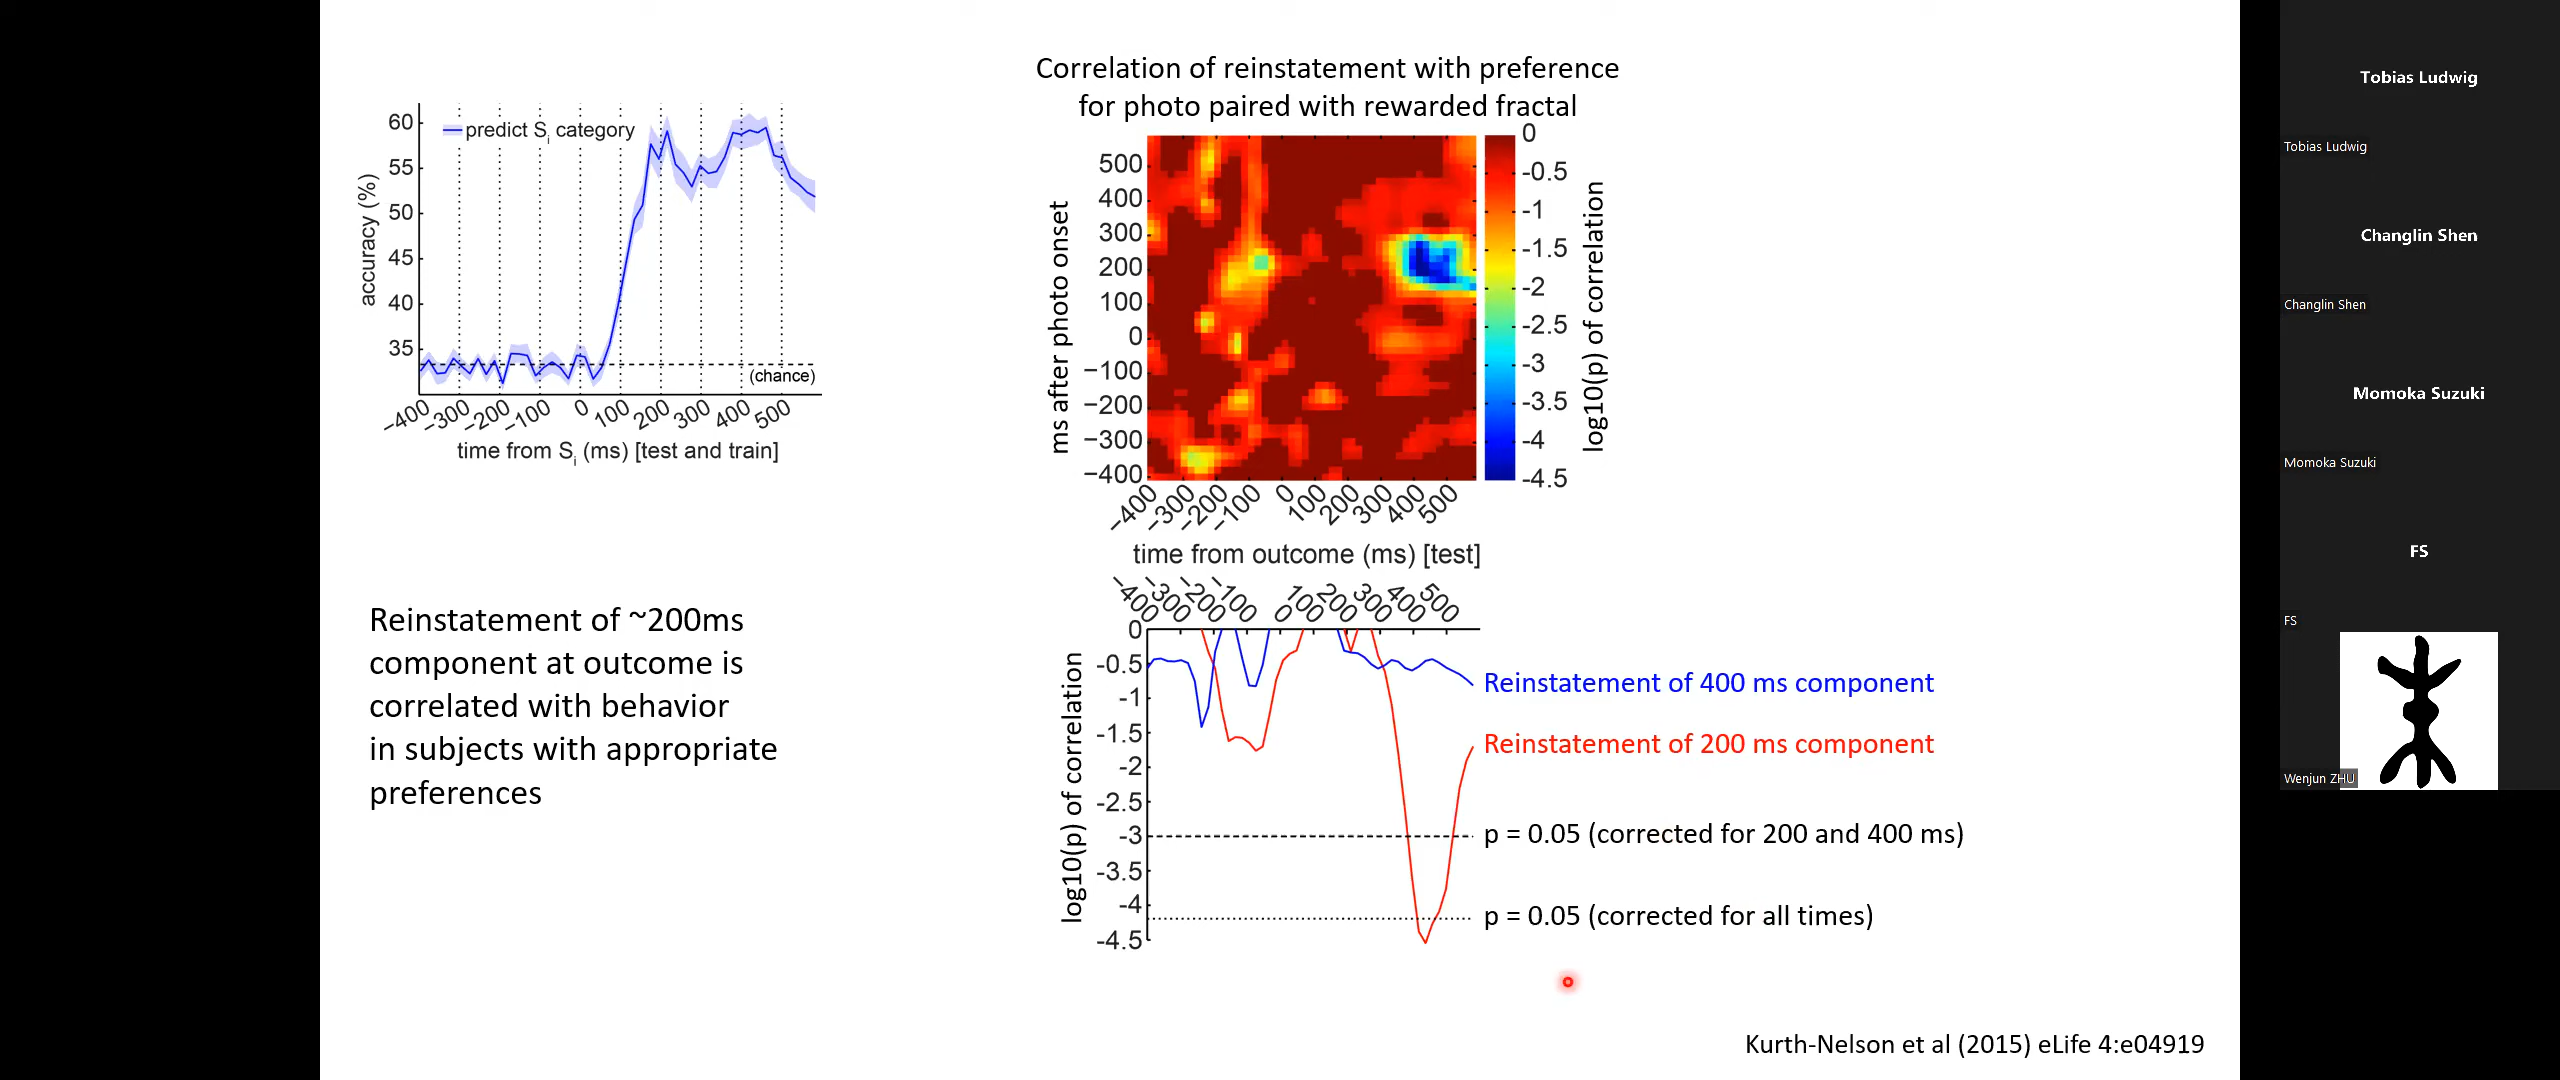 60
55
50
45
40
35
accuracy (%)
predict Si category
(chance)
−400 −300 −200 −100 0 100 200 300 400 500
time from Si (ms) [test and train]
Reinstatement of ~200ms
component at outcome is
correlated with behavior
in subjects with appropriate
preferences
Correlation of reinstatement with preference
for photo paired with rewarded fractal
ms after photo onset
500
400
300
200
100
0
−100
−200
−300
−400
−400 −300 −200 −100 0 100 200 300 400 500
time from outcome (ms) [test]
0
-0.5
-1
-1.5
-2
-2.5
-3
-3.5
-4
-4.5
log10(p) of correlation
−400 −300 −200 −100 0 100 200 300 400 500
log10(p) of correlation
0
-0.5
-1
-1.5
-2
-2.5
-3
-3.5
-4
-4.5
Reinstatement of 400 ms component
Reinstatement of 200 ms component
p = 0.05 (corrected for 200 and 400 ms)
p = 0.05 (corrected for all times)
Kurth-Nelson et al (2015) eLife 4:e04919
Tobias Ludwig
Tobias Ludwig
Changlin Shen
Changlin Shen
Momoka Suzuki
Momoka Suzuki
FS
FS
Wenjun ZHU